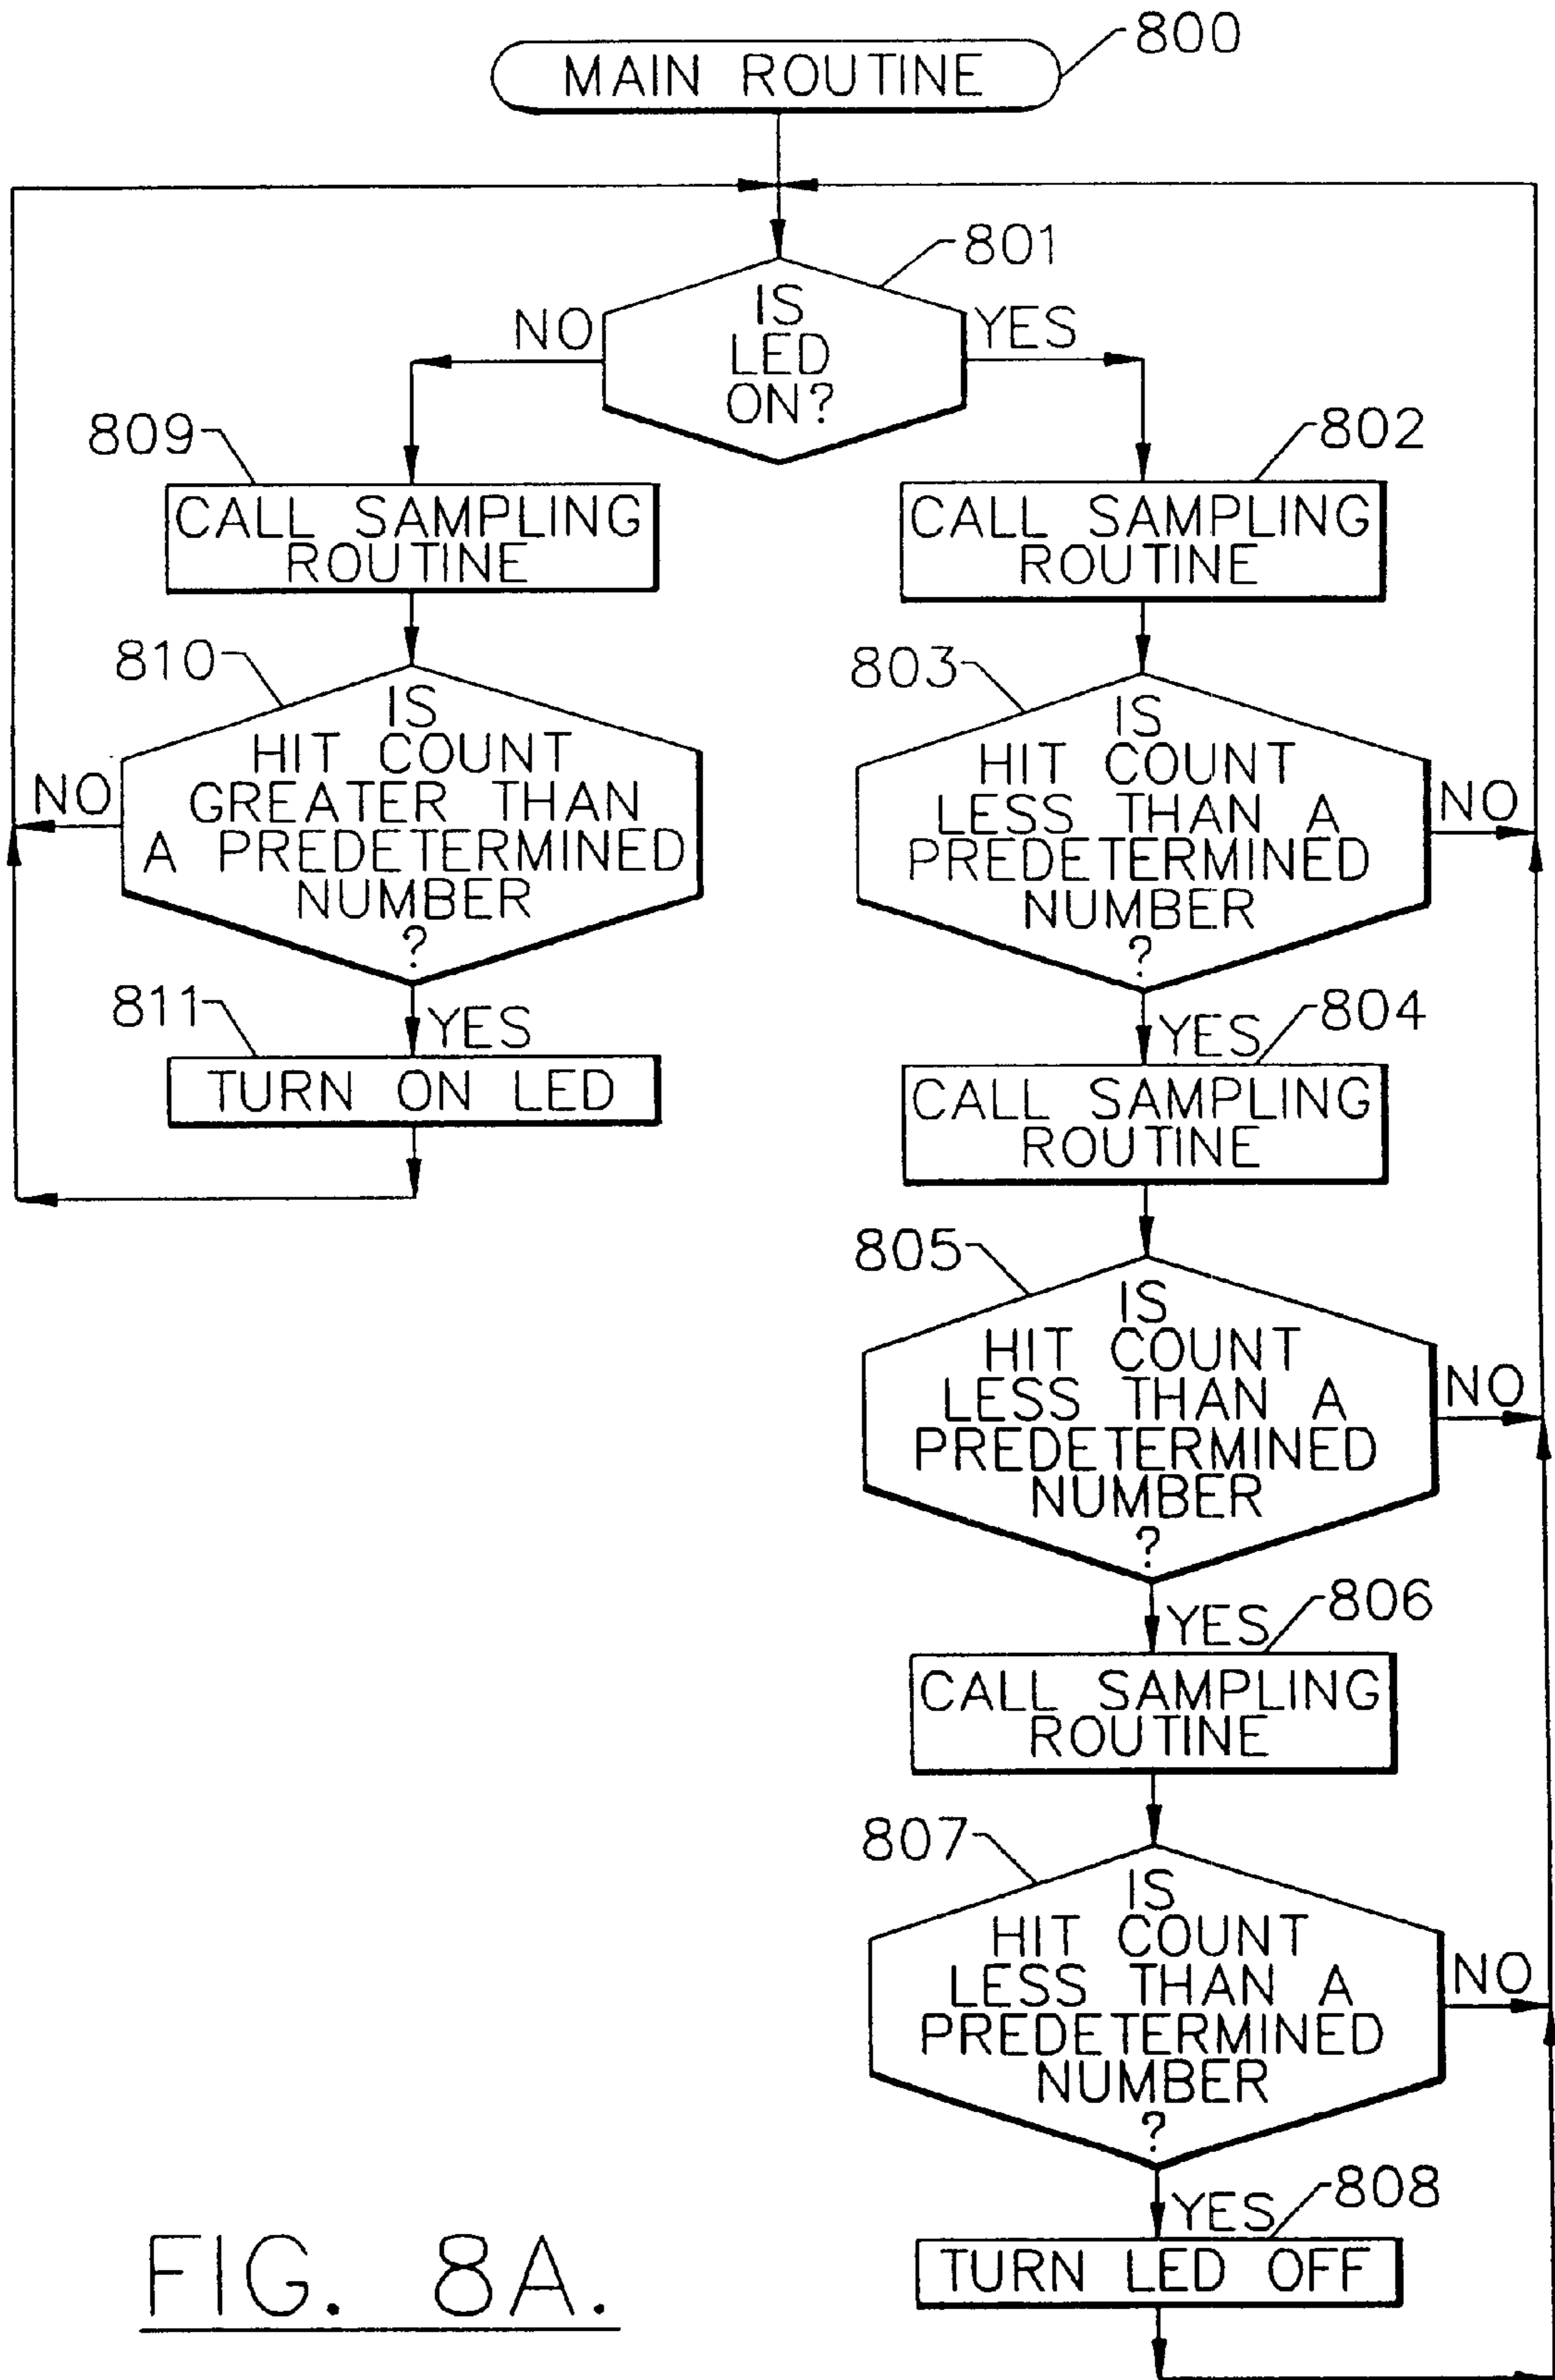 MAIN ROUTINE
800
801
IS
LED
ON?
NO
YES
809
CALL SAMPLING
ROUTINE
810
IS
HIT COUNT
GREATER THAN
A PREDETERMINED
NUMBER
?
NO
YES
811
TURN ON LED
802
CALL SAMPLING
ROUTINE
803
IS
HIT COUNT
LESS THAN A
PREDETERMINED
NUMBER
?
NO
YES
804
CALL SAMPLING
ROUTINE
805
IS
HIT COUNT
LESS THAN A
PREDETERMINED
NUMBER
?
NO
YES
806
CALL SAMPLING
ROUTINE
807
IS
HIT COUNT
LESS THAN A
PREDETERMINED
NUMBER
?
NO
YES
808
TURN LED OFF
FIG. 8A.